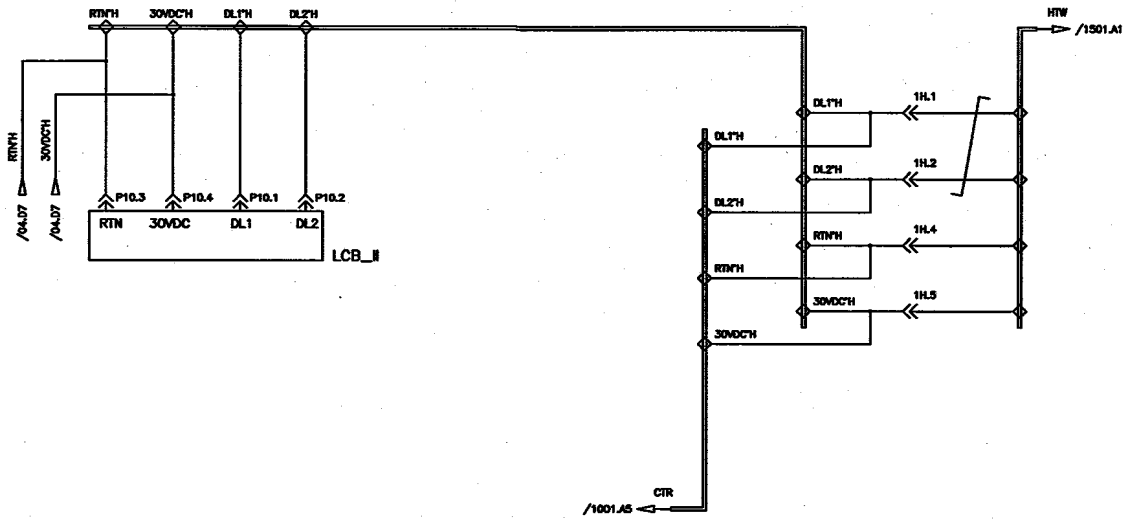 RTN'H 30VDC'H DL1'H DL2'H
HTW
/1501.A1
RTN'H
30VDC'H
/04.D7
/04.D7
P10.3 P10.4 P10.1 P10.2
RTN 30VDC DL1 DL2
LCB_II
DL1'H 1H.1
DL1'H
DL2'H 1H.2
DL2'H
RTN'H 1H.4
RTN'H
30VDC'H 1H.5
30VDC'H
CTR
/1001.A5